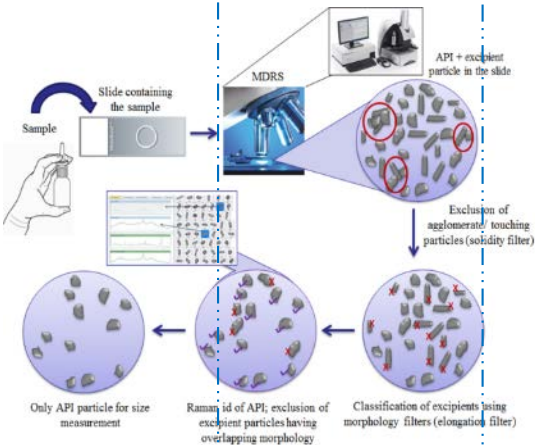 Slide containing
the sample
Sample
MDRS
API + excipient
particle in the slide
Exclusion of
agglomerate/ touching
particles (solidity filter)
Only API particle for size
measurement
Raman id of API; exclusion of
excipient particles having
overlapping morphology
Classification of excipients using
morphology filters (elongation filter)